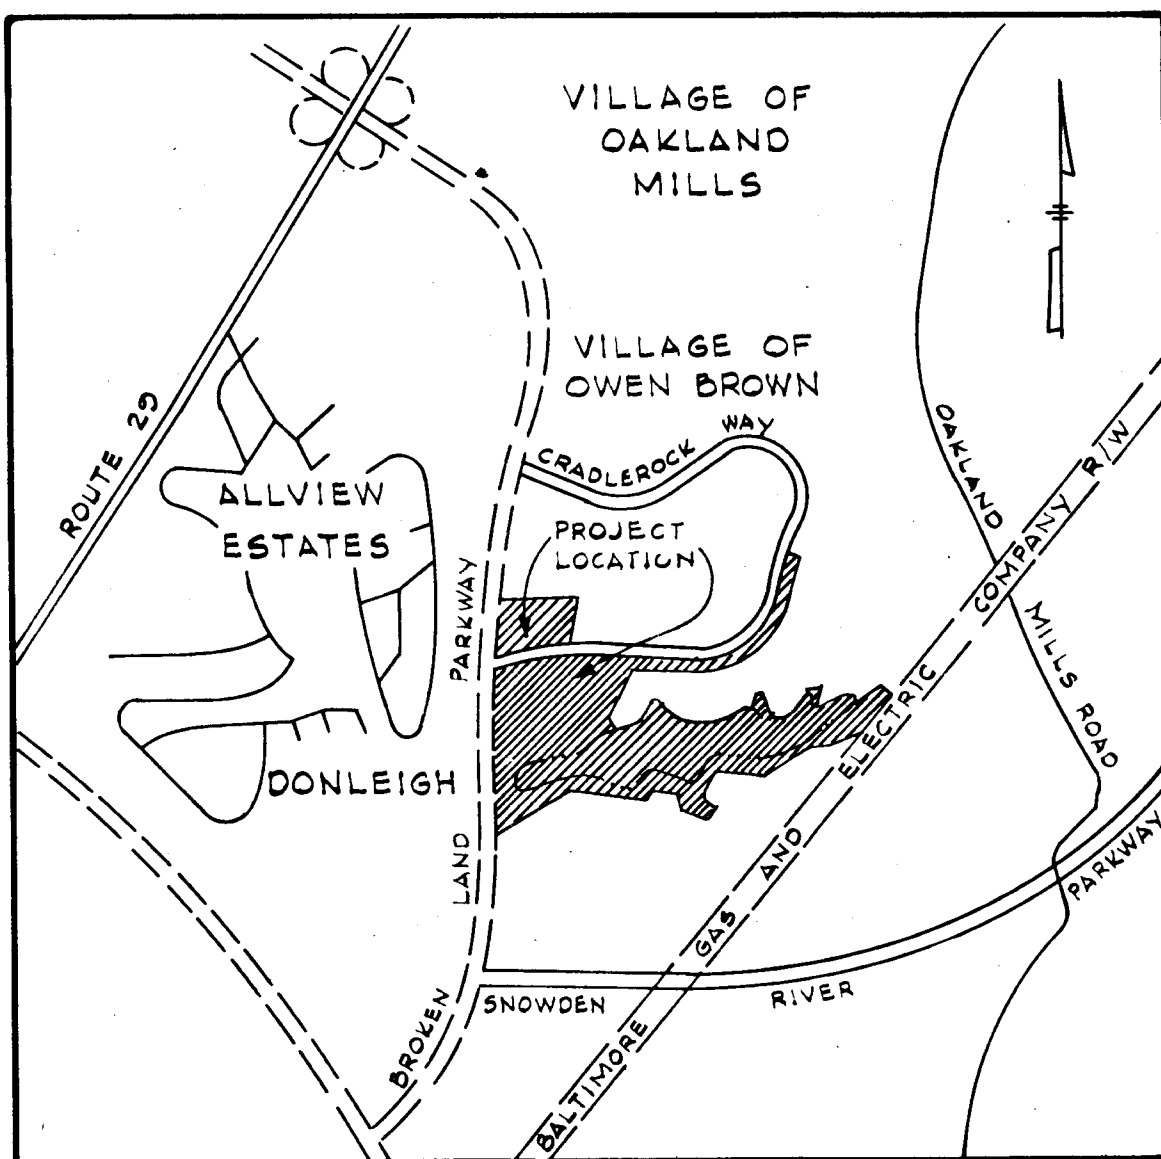 VILLAGE OF
OAKLAND
MILLS
VILLAGE OF
OWEN BROWN
ROUTE 29
CRADLEROCK WAY
OAKLAND MILLS ROAD
ALLVIEW
ESTATES
PROJECT
LOCATION
DONLEIGH
BROKEN LAND PARKWAY
BALTIMORE GAS AND ELECTRIC COMPANY R/W
SNOWDEN RIVER PARKWAY